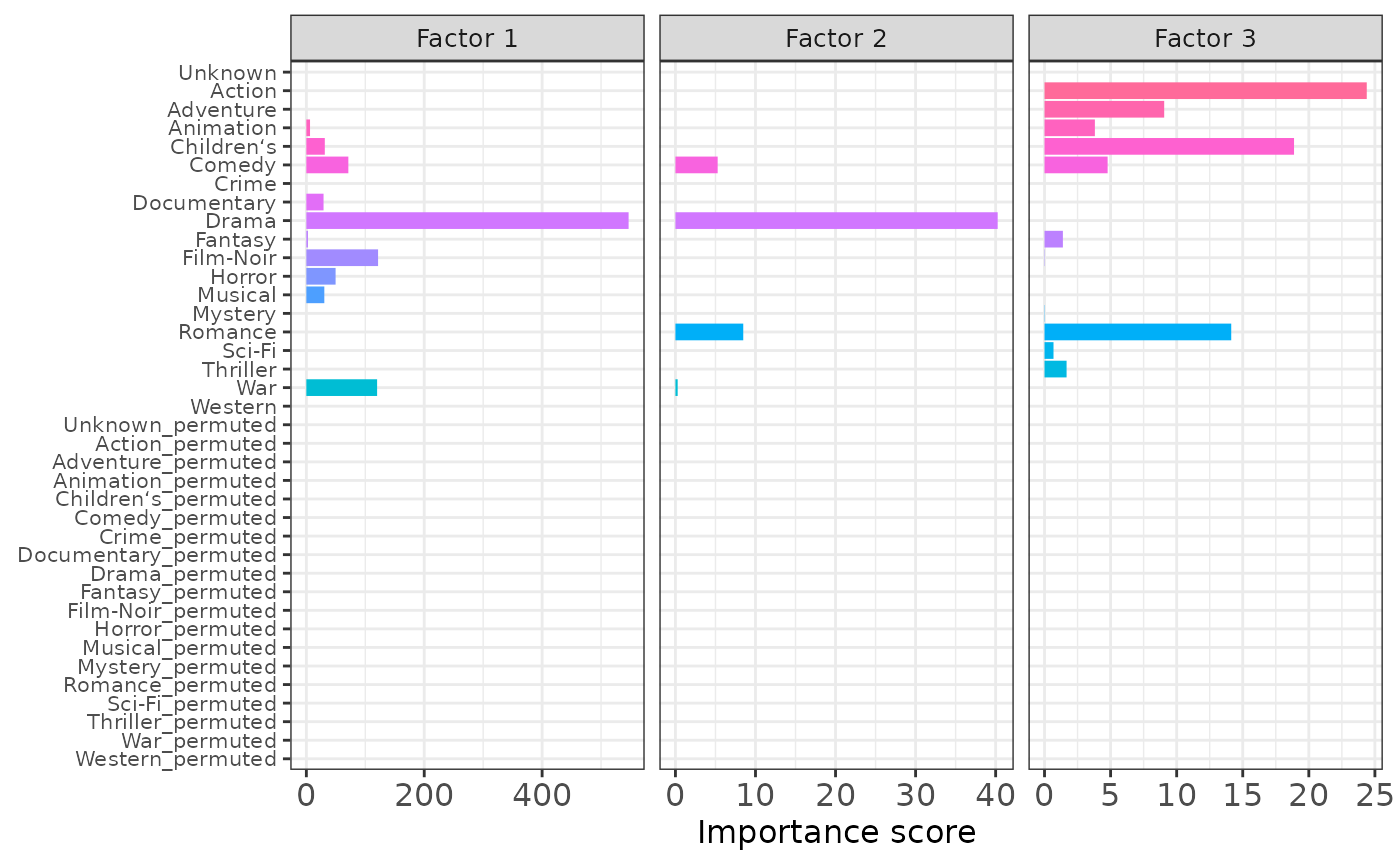 Factor 1
Factor 2
Factor 3
Unknown
Action
Adventure
Animation
Children‘s
Comedy
Crime
Documentary
Drama
Fantasy
Film-Noir
Horror
Musical
Mystery
Romance
Sci-Fi
Thriller
War
Western
Unknown_permuted
Action_permuted
Adventure_permuted
Animation_permuted
Children‘s_permuted
Comedy_permuted
Crime_permuted
Documentary_permuted
Drama_permuted
Fantasy_permuted
Film-Noir_permuted
Horror_permuted
Musical_permuted
Mystery_permuted
Romance_permuted
Sci-Fi_permuted
Thriller_permuted
War_permuted
Western_permuted
0 200 400
0 10 20 30 40
0 5 10 15 20 25
Importance score